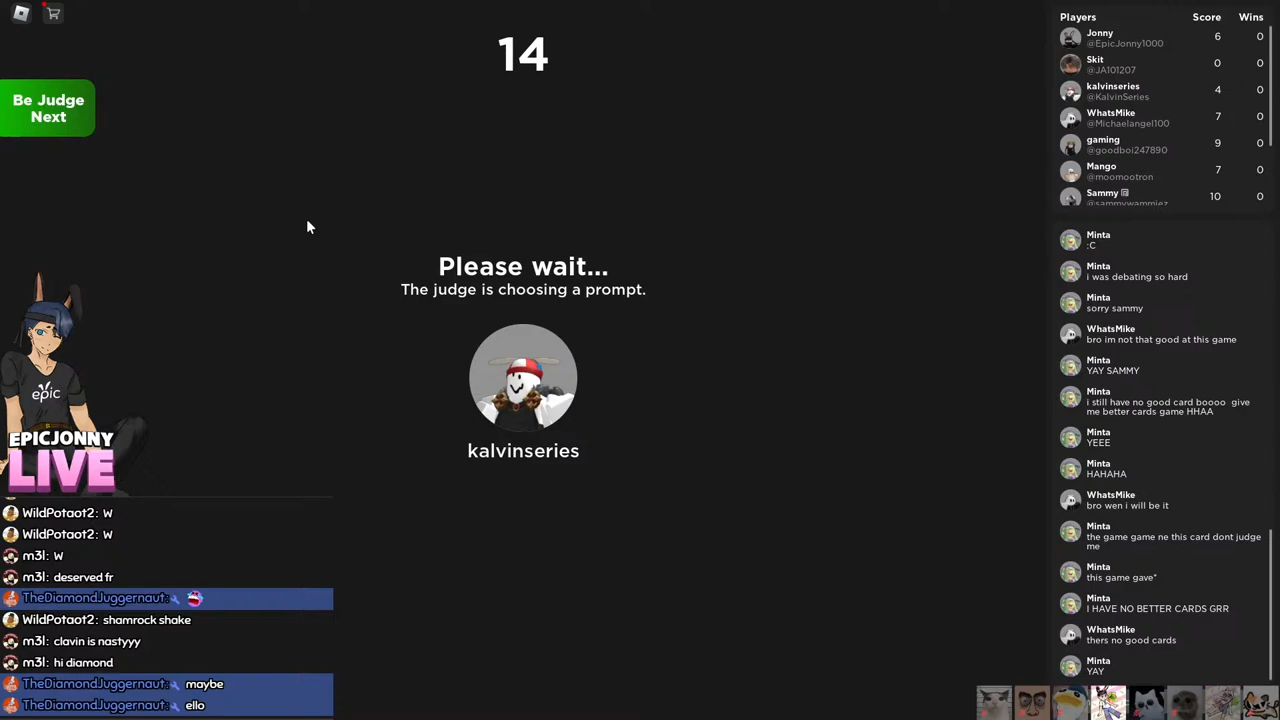 14
Be Judge
Next
Please wait...
The judge is choosing a prompt.
kalvinseries
epic
EPICJONNY
LIVE
WildPotaot2: W
WildPotaot2: W
m3l: W
m3l: deserved fr
TheDiamondJuggernaut:
WildPotaot2: shamrock shake
m3l: clavin is nastyyy
m3l: hi diamond
TheDiamondJuggernaut: maybe
TheDiamondJuggernaut: ello
Players Score Wins
Jonny 6 0
@EpicJonny1000
Skit 0 0
@JA101207
kalvinseries 4 0
@KalvinSeries
WhatsMike 7 0
@Michaelangel100
gaming 9 0
@goodboi247890
Mango 7 0
@moomootron
Sammy 10 0
@sammywammiez
Minta
:C
Minta
i was debating so hard
Minta
sorry sammy
WhatsMike
bro im not that good at this game
Minta
YAY SAMMY
Minta
i still have no good card boooo give
me better cards game HHAA
Minta
YEEE
Minta
HAHAHA
WhatsMike
bro wen i will be it
Minta
the game game ne this card dont judge
me
Minta
this game gave*
Minta
I HAVE NO BETTER CARDS GRR
WhatsMike
thers no good cards
Minta
YAY